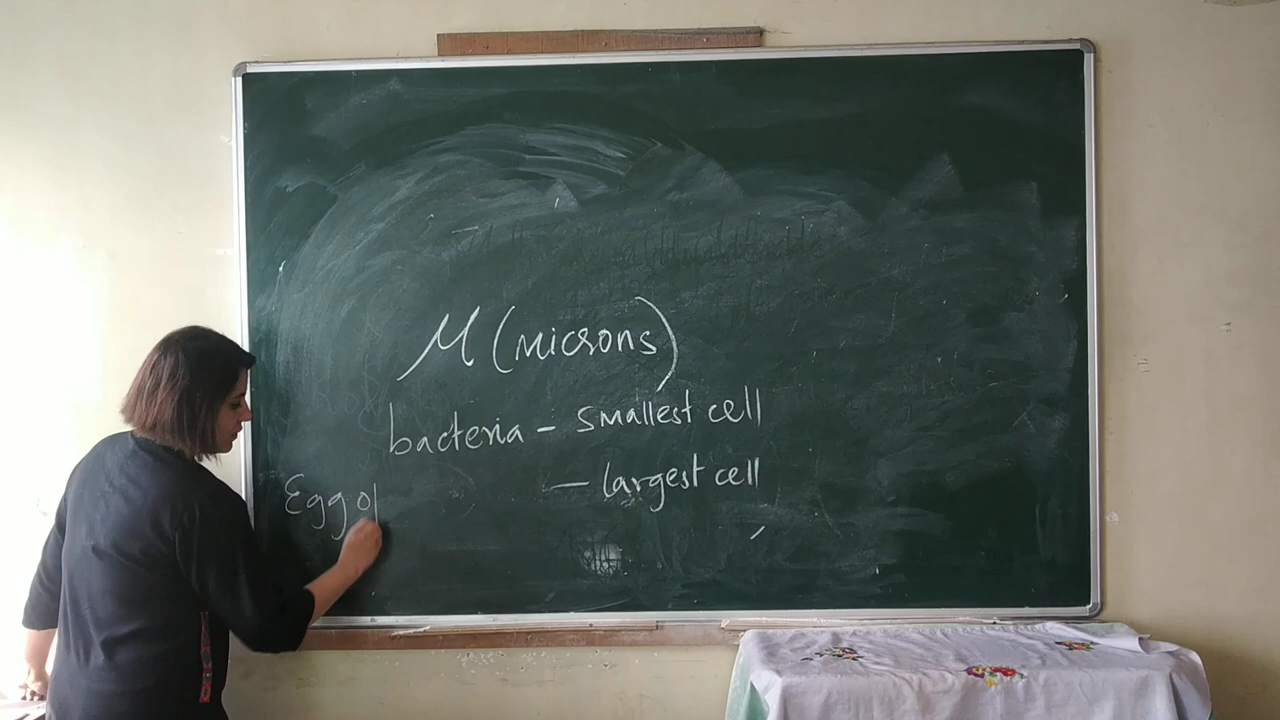 μ (microns)
bacteria - smallest cell
Egg of — largest cell